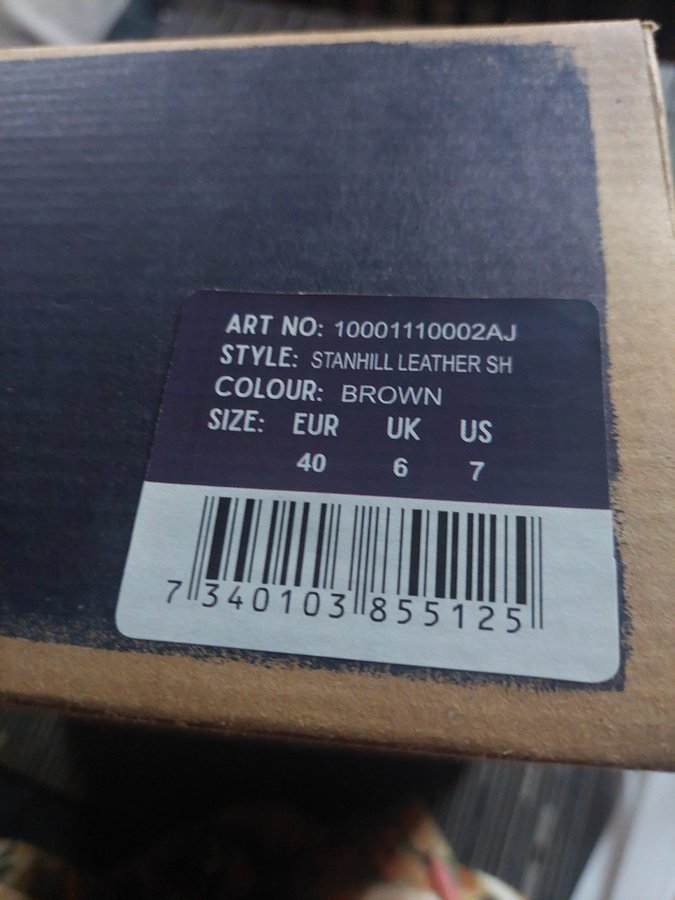 ART NO: 10001110002AJ
STYLE: STANHILL LEATHER SH
COLOUR: BROWN
SIZE: EUR UK US
40 6 7
7 340103 855125